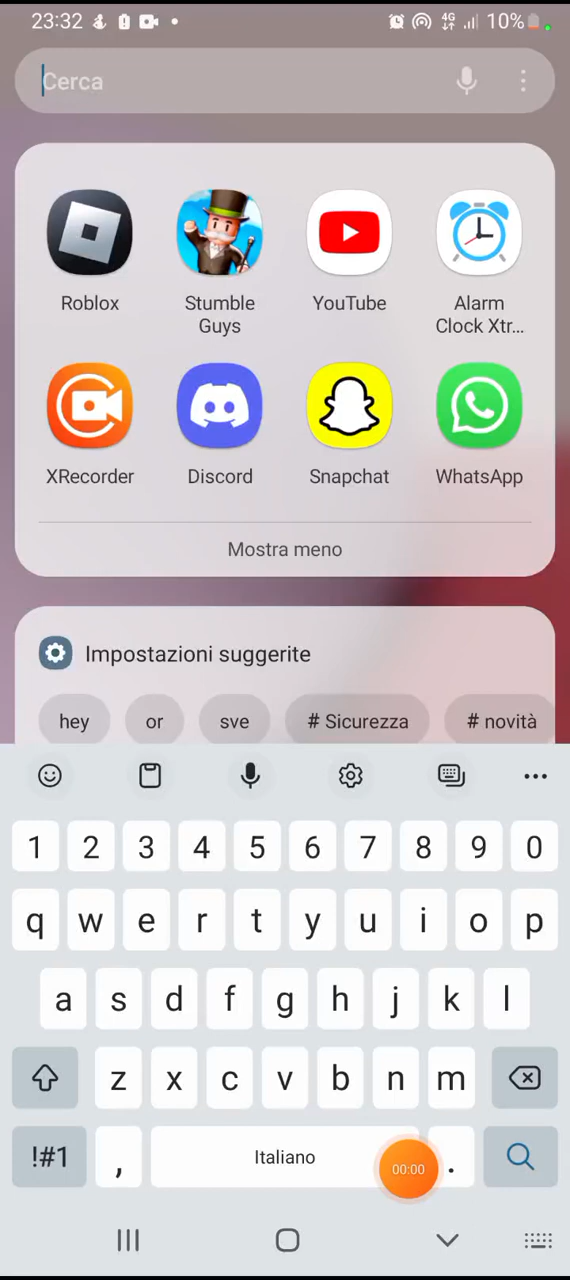 23:32 4G 10%
Cerca
Roblox Stumble Guys YouTube Alarm Clock Xtr...
XRecorder Discord Snapchat WhatsApp
Mostra meno
Impostazioni suggerite
hey or sve # Sicurezza # novità
1 2 3 4 5 6 7 8 9 0
q w e r t y u i o p
a s d f g h j k l
z x c v b n m
!#1 , Italiano 00:00 .